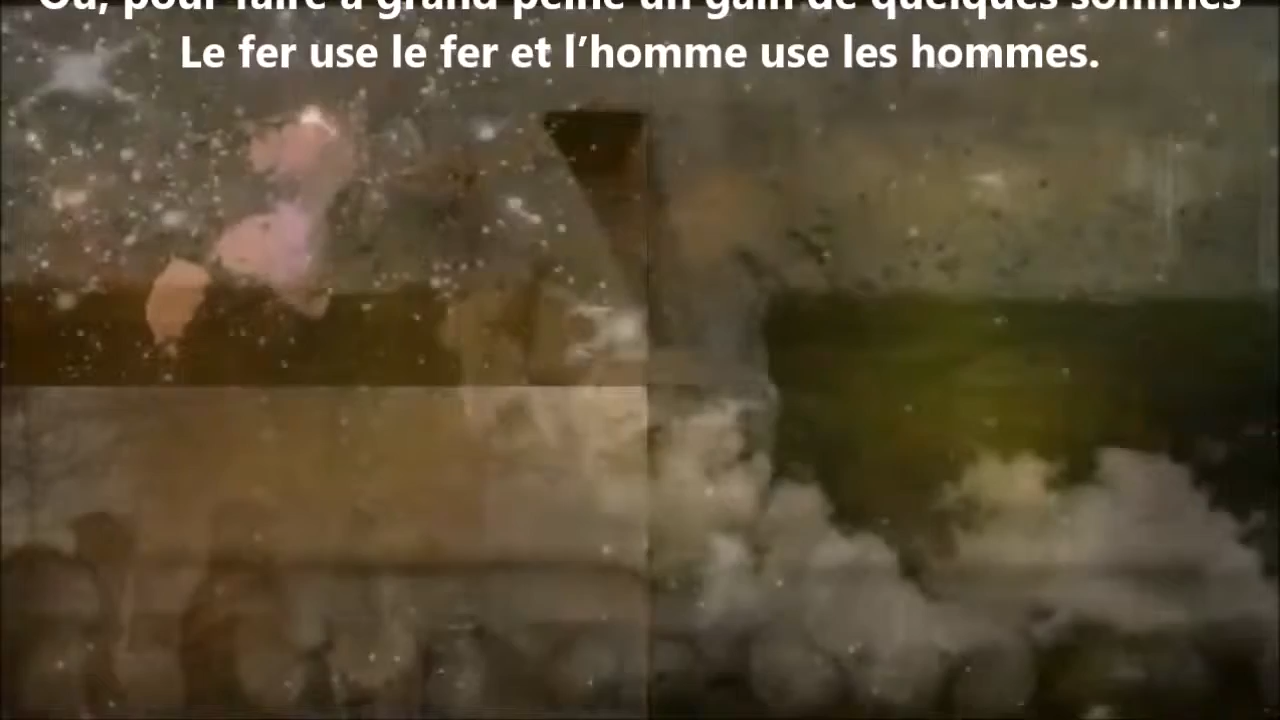 Où, pour faire à grand peine un gain de quelques sommes
Le fer use le fer et l’homme use les hommes.